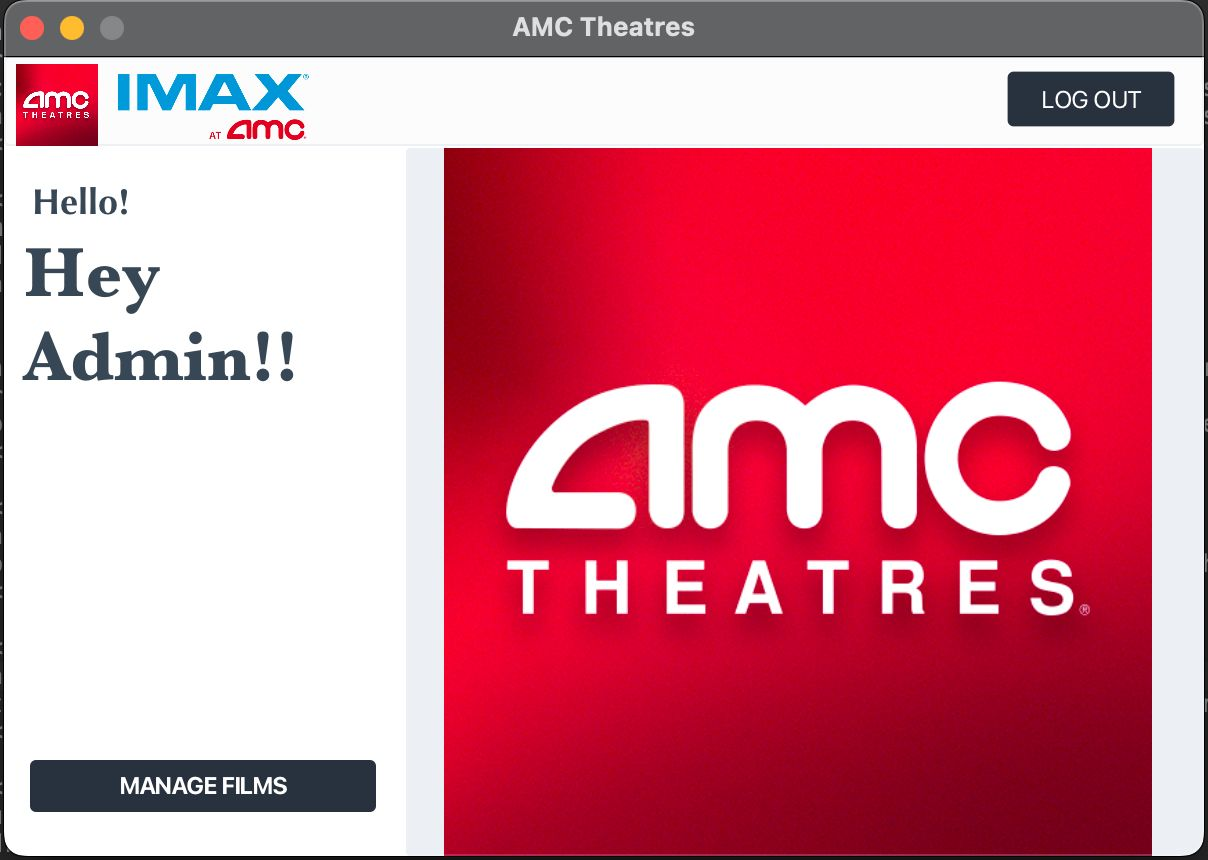 AMC Theatres
amc
THEATRES
IMAX®
AT amc
LOG OUT
Hello!
Hey
Admin!!
amc
THEATRES®
MANAGE FILMS